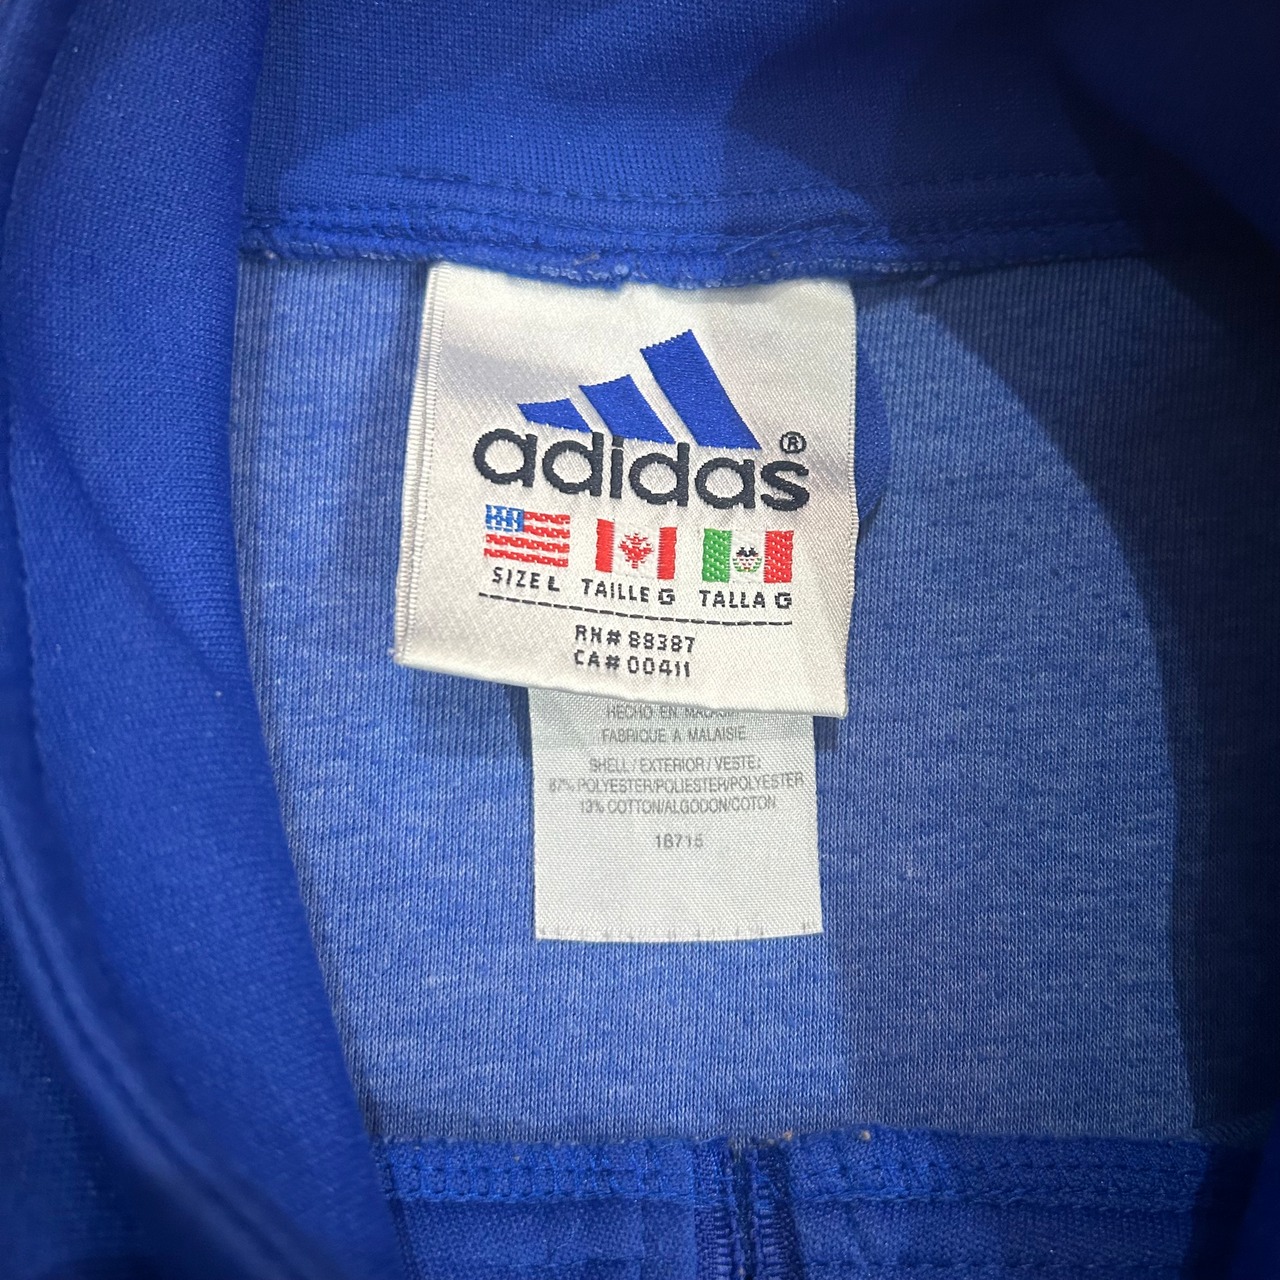 adidas®
SIZE L TAILLE G TALLA G
RN# 88387
CA# 00411
HECHO EN MALASIA
FABRIQUE A MALAISIE
SHELL / EXTERIOR / VESTE:
87% POLYESTER/POLIESTER/POLYESTER
13% COTTON/ALGODON/COTON
18715